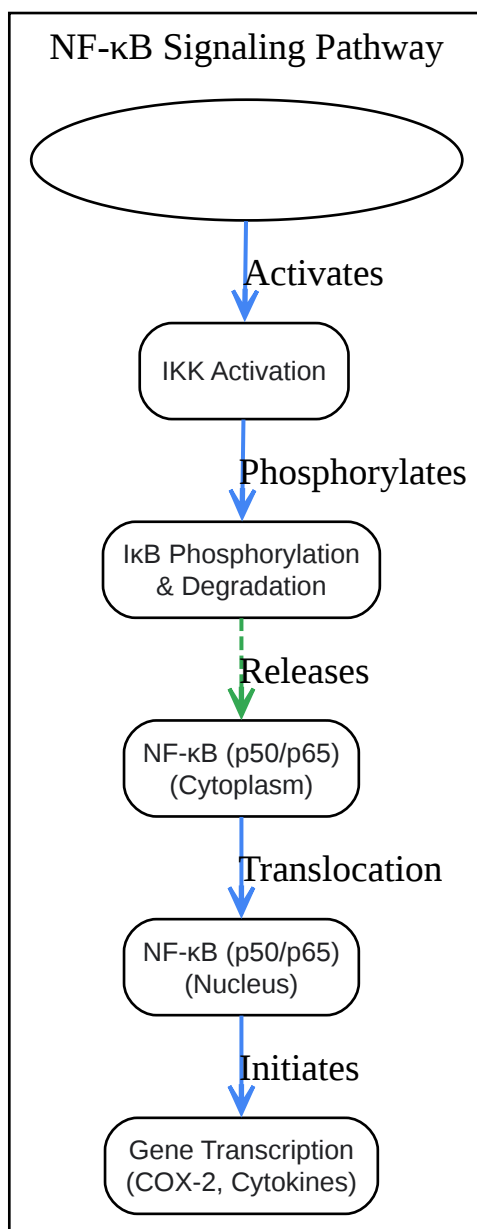 NF-κB Signaling Pathway
Activates
IKK Activation
Phosphorylates
IκB Phosphorylation
& Degradation
Releases
NF-κB (p50/p65)
(Cytoplasm)
Translocation
NF-κB (p50/p65)
(Nucleus)
Initiates
Gene Transcription
(COX-2, Cytokines)